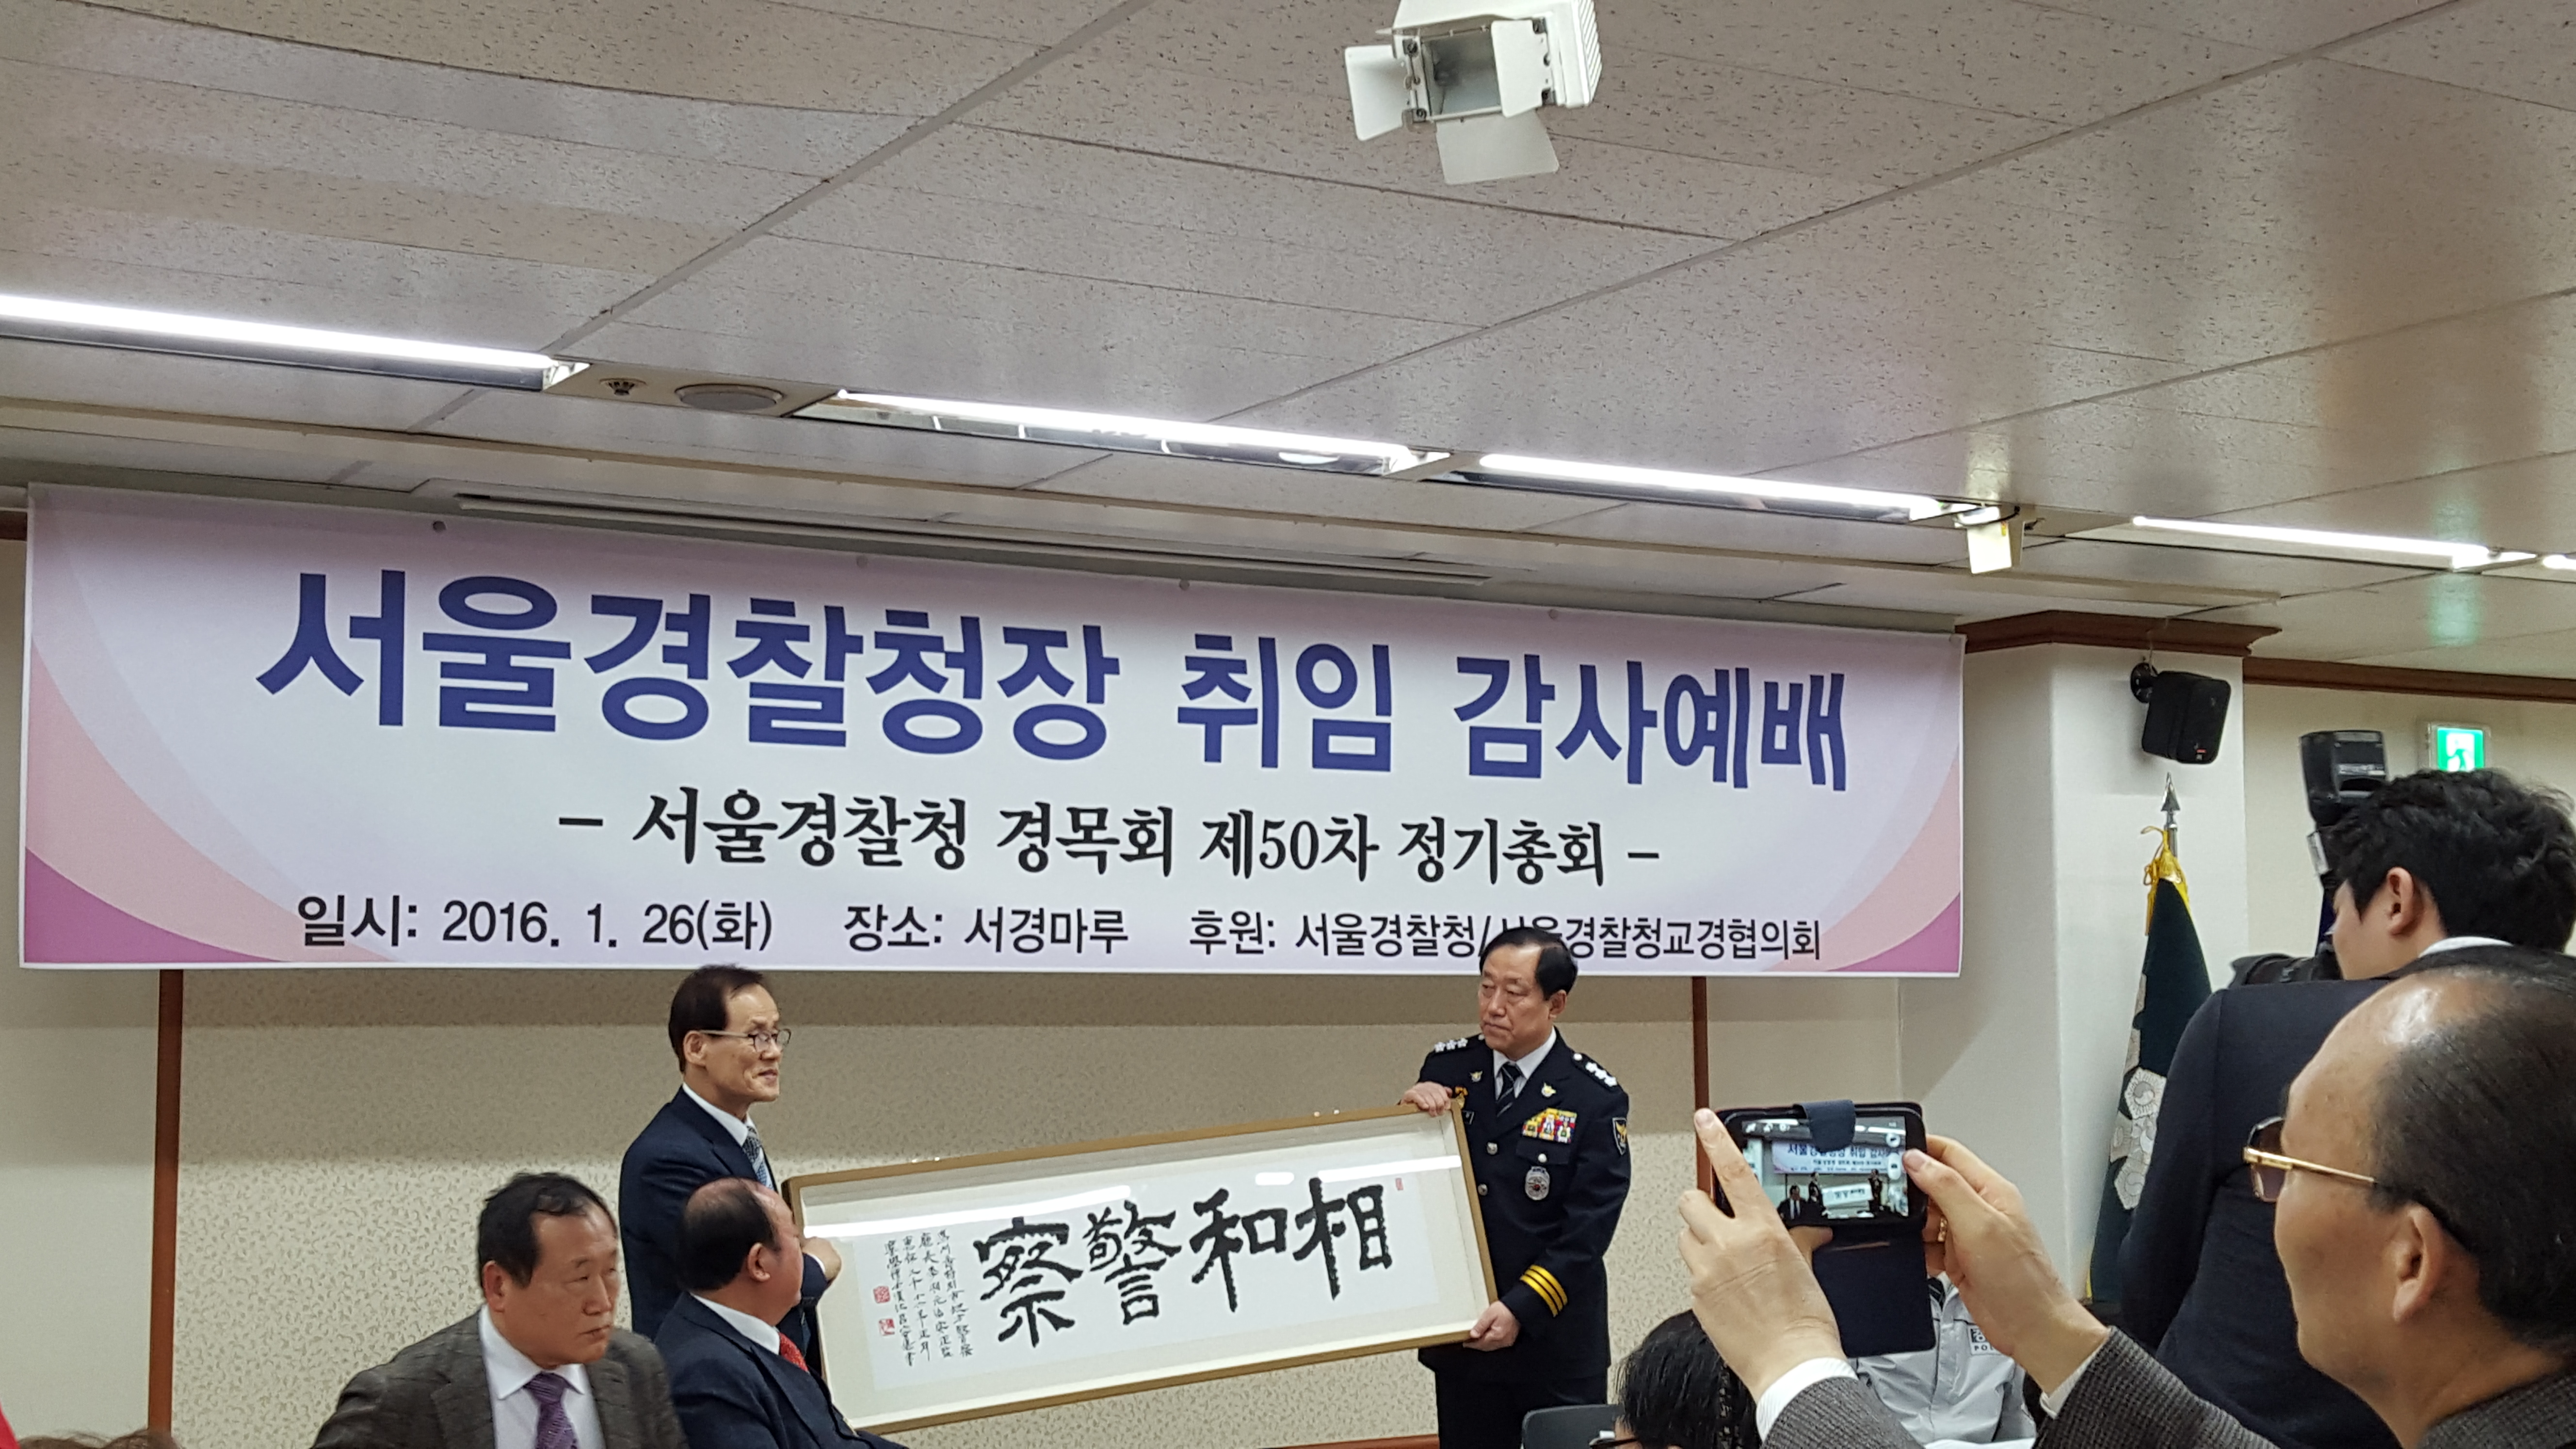 서울경찰청장 취임 감사예배
- 서울경찰청 경목회 제50차 정기총회 -
일시: 2016. 1. 26(화) 장소: 서경마루 후원: 서울경찰청/서울경찰청교경협의회
相和警察